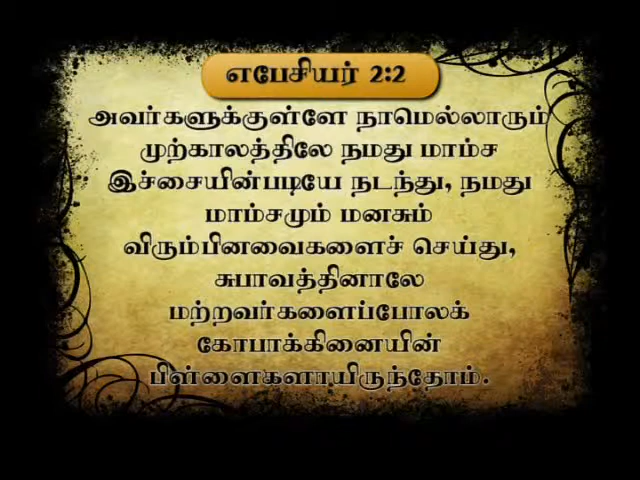 எபேசியர் 2:2
அவர்களுக்குள்ளே நாமெல்லாரும்
முற்காலத்திலே நமது மாம்ச
இச்சையின்படியே நடந்து, நமது
மாம்சமும் மனசும்
விரும்பினவைகளைச் செய்து,
சுபாவத்தினாலே
மற்றவர்களைப்போலக்
கோபாக்கினையின்
பிள்ளைகளாயிருந்தோம்.